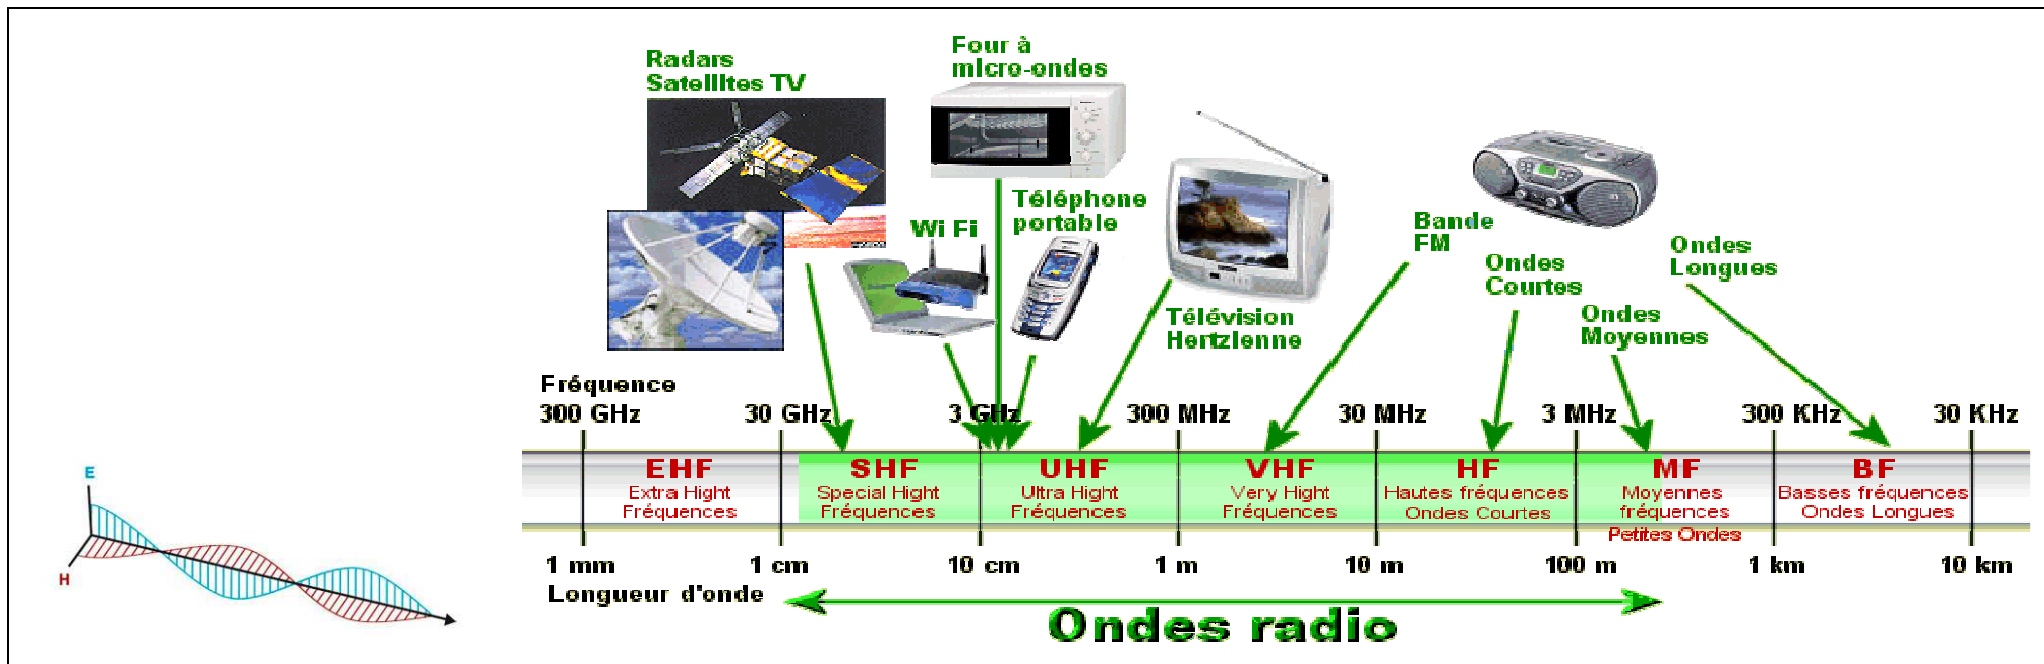 Radars
Satellites TV
Four à
micro-ondes
Wi Fi
Téléphone
portable
Télévision
Hertzienne
Bande
FM
Ondes
Courtes
Ondes
Moyennes
Ondes
Longues
Fréquence
300 GHz 30 GHz 3 GHz 300 MHz 30 MHz 3 MHz 300 KHz 30 KHz
EHF SHF UHF VHF HF MF BF
Extra Hight Special Hight Ultra Hight Very Hight Hautes fréquences Moyennes Basses fréquences
Fréquences Fréquences Fréquences Fréquences Ondes Courtes fréquences Ondes Longues
Petites Ondes
1 mm 1 cm 10 cm 1 m 10 m 100 m 1 km 10 km
Longueur d'onde
Ondes radio
E
H